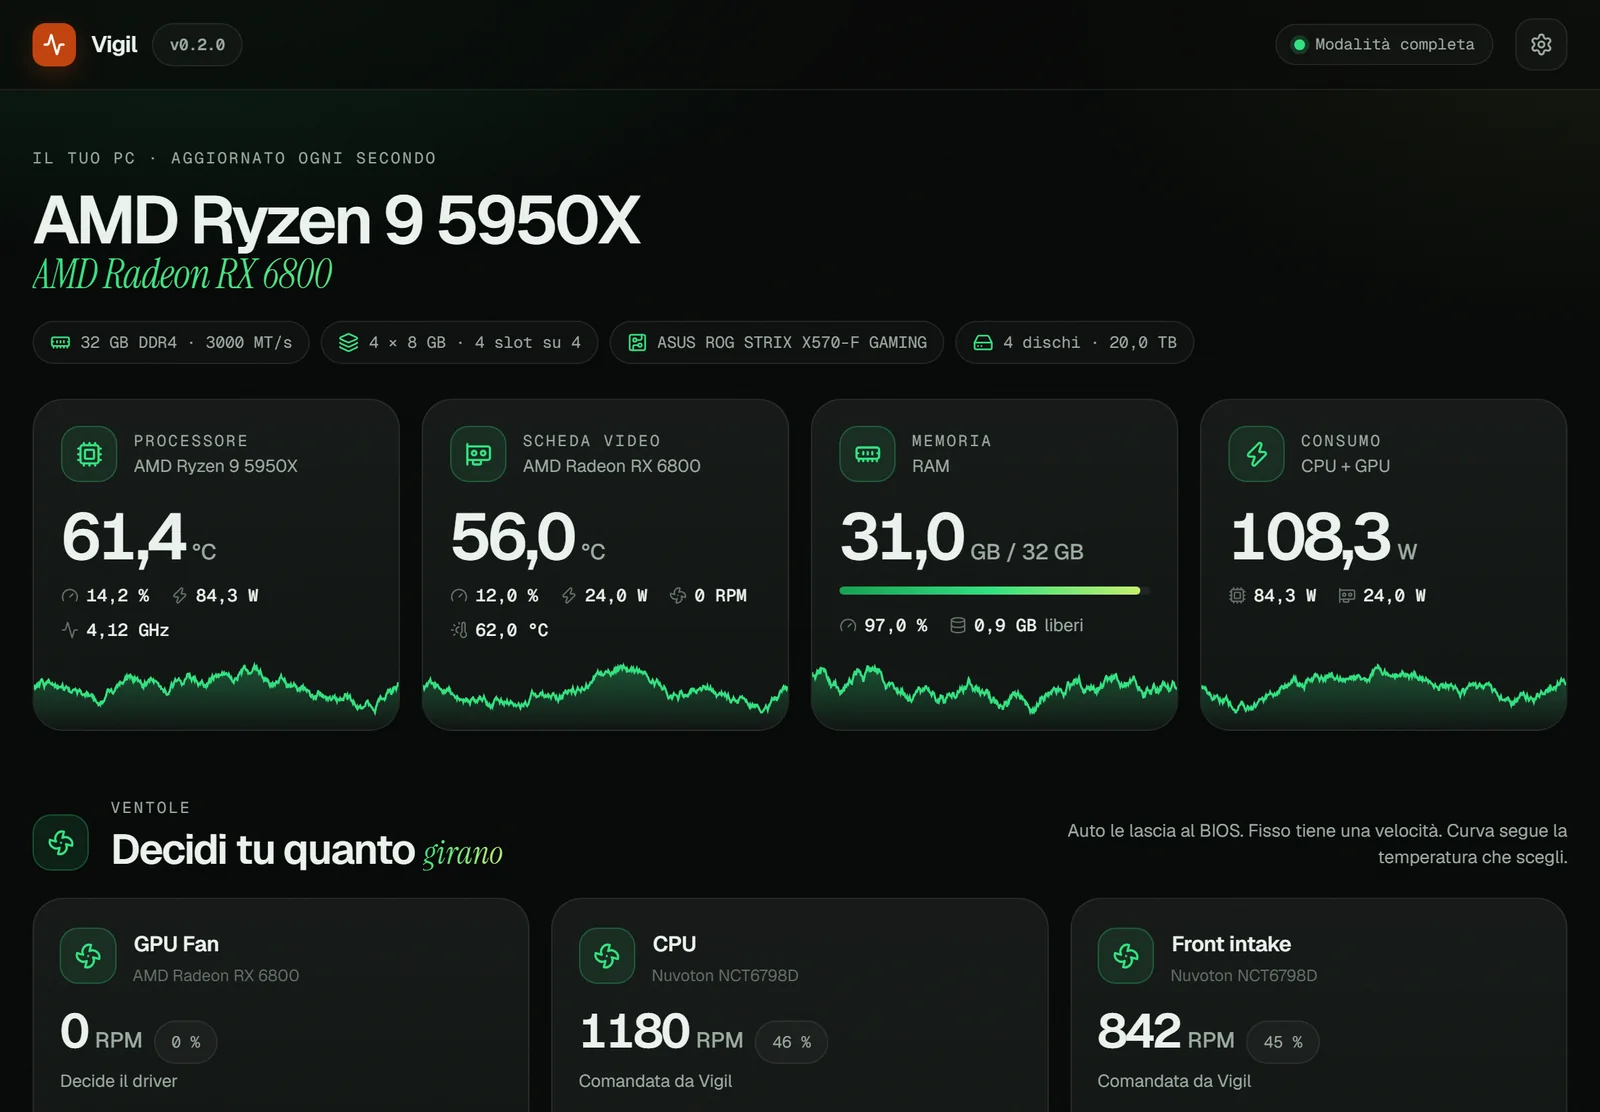 Vigil v0.2.0 Modalità completa
IL TUO PC · AGGIORNATO OGNI SECONDO
AMD Ryzen 9 5950X
AMD Radeon RX 6800
32 GB DDR4 · 3000 MT/s
4 × 8 GB · 4 slot su 4
ASUS ROG STRIX X570-F GAMING
4 dischi · 20,0 TB
PROCESSORE
AMD Ryzen 9 5950X
61,4 °C
14,2 % 84,3 W
4,12 GHz
SCHEDA VIDEO
AMD Radeon RX 6800
56,0 °C
12,0 % 24,0 W 0 RPM
62,0 °C
MEMORIA
RAM
31,0 GB / 32 GB
97,0 % 0,9 GB liberi
CONSUMO
CPU + GPU
108,3 W
84,3 W 24,0 W
VENTOLE
Decidi tu quanto girano
Auto le lascia al BIOS. Fisso tiene una velocità. Curva segue la
temperatura che scegli.
GPU Fan
AMD Radeon RX 6800
0 RPM 0 %
Decide il driver
CPU
Nuvoton NCT6798D
1180 RPM 46 %
Comandata da Vigil
Front intake
Nuvoton NCT6798D
842 RPM 45 %
Comandata da Vigil